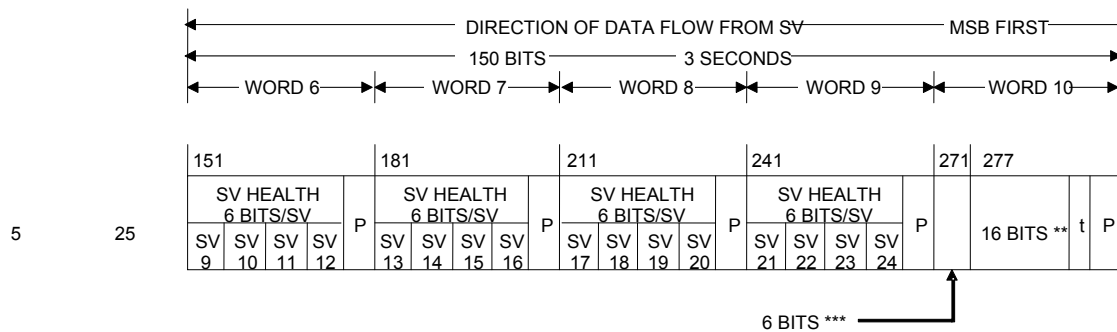 DIRECTION OF DATA FLOW FROM SV MSB FIRST
150 BITS 3 SECONDS
WORD 6 WORD 7 WORD 8 WORD 9 WORD 10
151 181 211 241 271 277
SV HEALTH SV HEALTH SV HEALTH SV HEALTH
6 BITS/SV P 6 BITS/SV P 6 BITS/SV P 6 BITS/SV P
5 25 SV SV SV SV SV SV SV SV SV SV SV SV SV SV SV SV 16 BITS ** t P
9 10 11 12 13 14 15 16 17 18 19 20 21 22 23 24
6 BITS ***